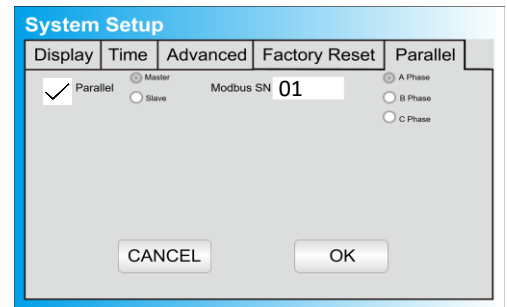 System Setup
Display Time Advanced Factory Reset Parallel
Parallel Master Modbus SN 01 A Phase
Slave B Phase
C Phase
CANCEL OK